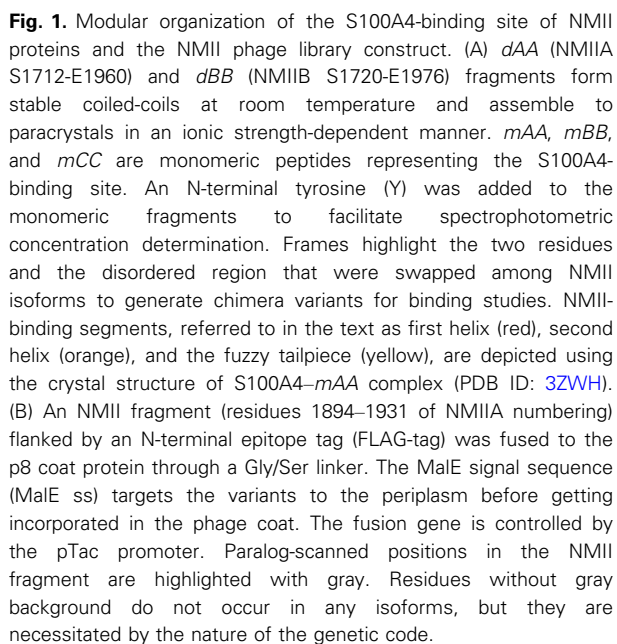 Fig. 1. Modular organization of the S100A4-binding site of NMII
proteins and the NMII phage library construct. (A) dAA (NMIIA
S1712-E1960) and dBB (NMIIB S1720-E1976) fragments form
stable coiled-coils at room temperature and assemble to
paracrystals in an ionic strength-dependent manner. mAA, mBB,
and mCC are monomeric peptides representing the S100A4-
binding site. An N-terminal tyrosine (Y) was added to the
monomeric fragments to facilitate spectrophotometric
concentration determination. Frames highlight the two residues
and the disordered region that were swapped among NMII
isoforms to generate chimera variants for binding studies. NMII-
binding segments, referred to in the text as first helix (red), second
helix (orange), and the fuzzy tailpiece (yellow), are depicted using
the crystal structure of S100A4–mAA complex (PDB ID: 3ZWH).
(B) An NMII fragment (residues 1894–1931 of NMIIA numbering)
flanked by an N-terminal epitope tag (FLAG-tag) was fused to the
p8 coat protein through a Gly/Ser linker. The MalE signal sequence
(MalE ss) targets the variants to the periplasm before getting
incorporated in the phage coat. The fusion gene is controlled by
the pTac promoter. Paralog-scanned positions in the NMII
fragment are highlighted with gray. Residues without gray
background do not occur in any isoforms, but they are
necessitated by the nature of the genetic code.